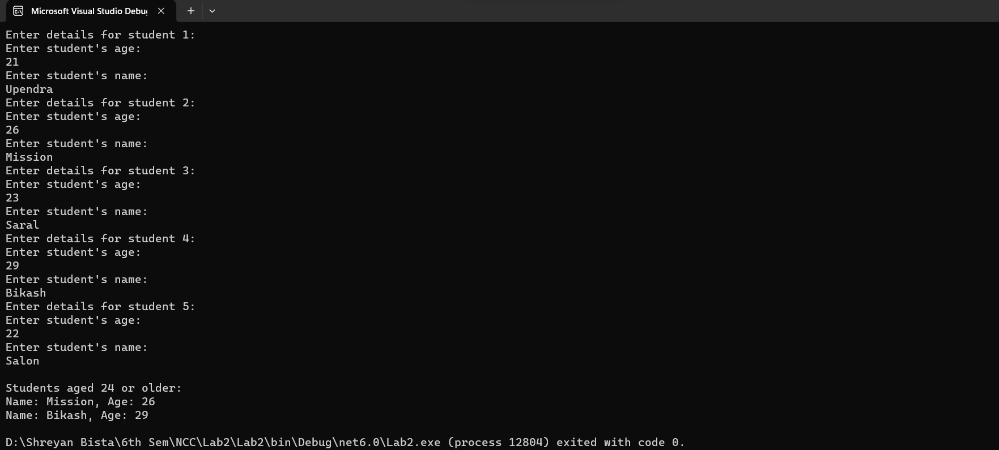 Microsoft Visual Studio Debug
Enter details for student 1:
Enter student's age:
21
Enter student's name:
Upendra
Enter details for student 2:
Enter student's age:
26
Enter student's name:
Mission
Enter details for student 3:
Enter student's age:
23
Enter student's name:
Saral
Enter details for student 4:
Enter student's age:
29
Enter student's name:
Bikash
Enter details for student 5:
Enter student's age:
22
Enter student's name:
Salon
Students aged 24 or older:
Name: Mission, Age: 26
Name: Bikash, Age: 29
D:\Shreyan Bista\6th Sem\NCC\Lab2\Lab2\bin\Debug\net6.0\Lab2.exe (process 12804) exited with code 0.